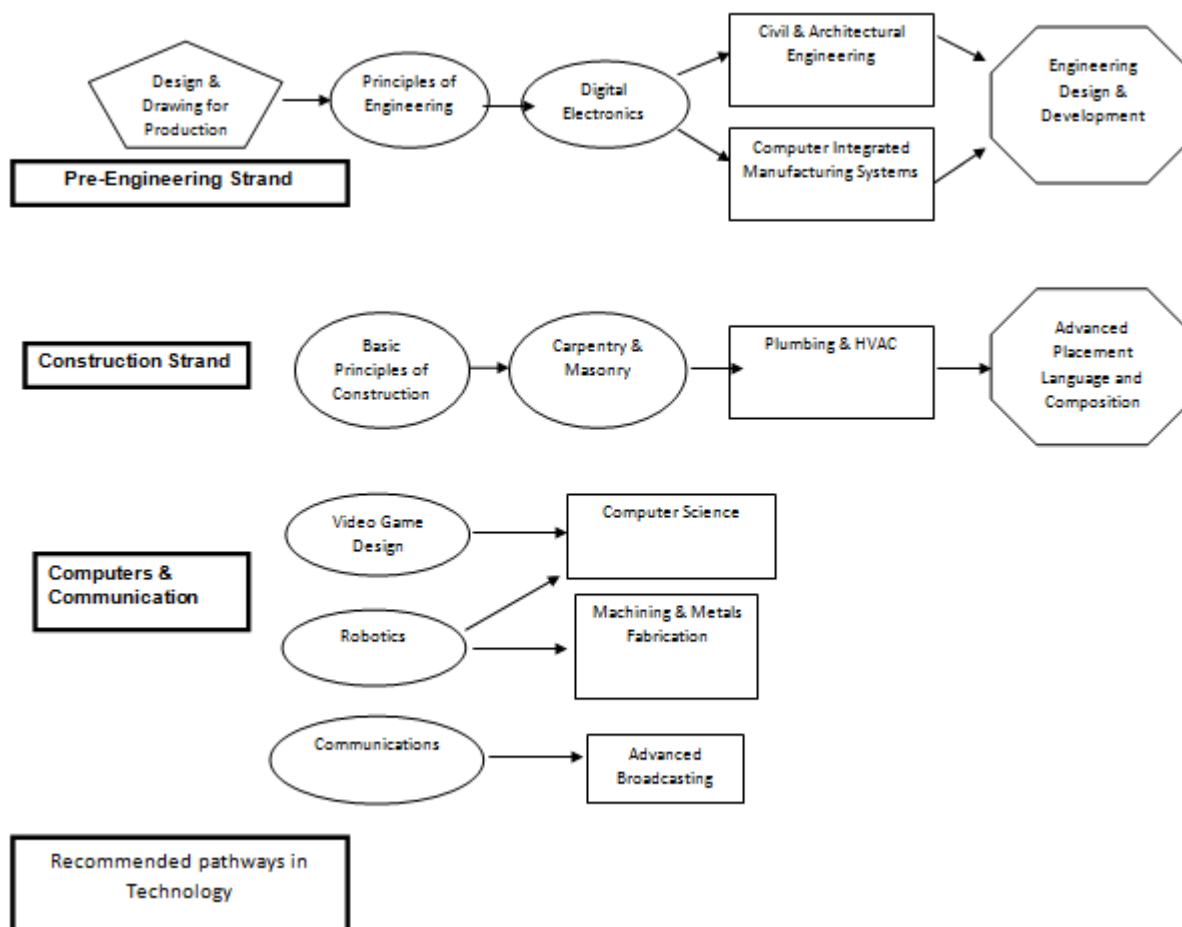 Design &
Drawing for
Production
Principles of
Engineering
Digital
Electronics
Civil & Architectural
Engineering
Computer Integrated
Manufacturing Systems
Engineering
Design &
Development
Pre-Engineering Strand
Construction Strand
Basic
Principles of
Construction
Carpentry &
Masonry
Plumbing & HVAC
Advanced
Placement
Language and
Composition
Computers &
Communication
Video Game
Design
Computer Science
Robotics
Machining & Metals
Fabrication
Communications
Advanced
Broadcasting
Recommended pathways in
Technology